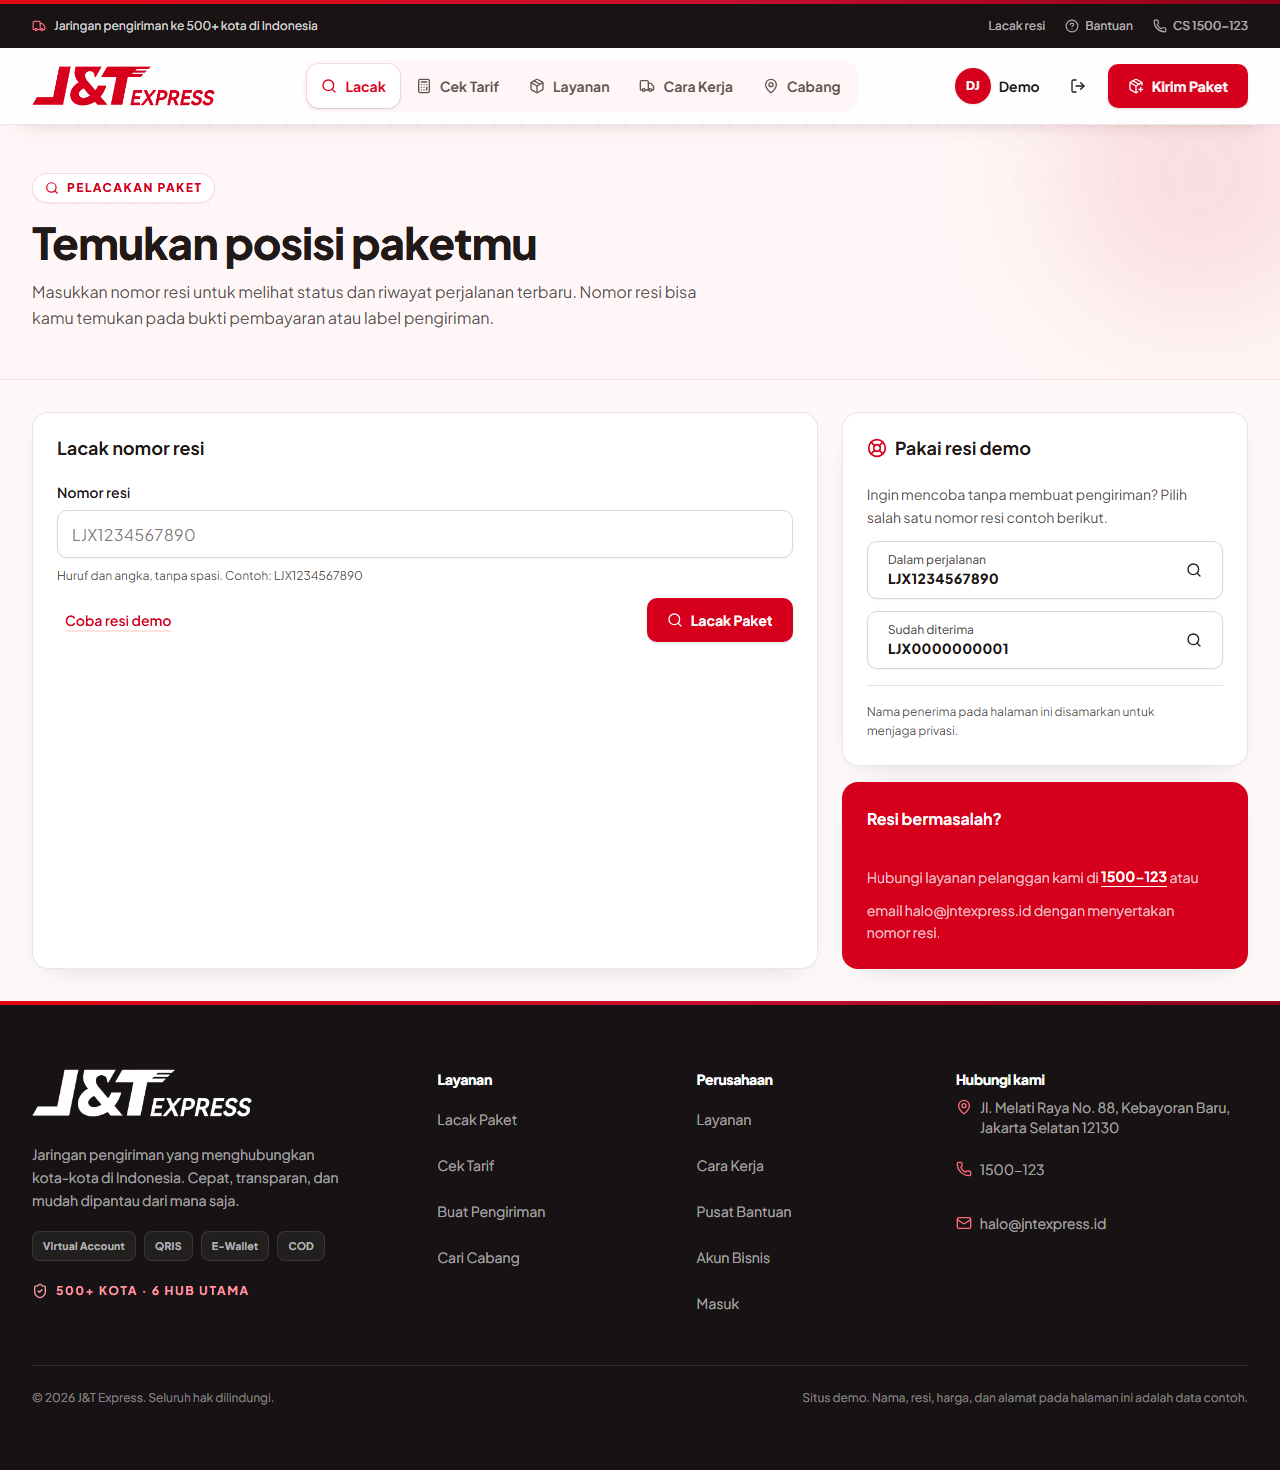 Jaringan pengiriman ke 500+ kota di Indonesia
Lacak resi
Bantuan
CS 1500-123
J&T EXPRESS
Lacak
Cek Tarif
Layanan
Cara Kerja
Cabang
DJ
Demo
Kirim Paket
PELACAKAN PAKET
Temukan posisi paketmu
Masukkan nomor resi untuk melihat status dan riwayat perjalanan terbaru. Nomor resi bisa
kamu temukan pada bukti pembayaran atau label pengiriman.
Lacak nomor resi
Nomor resi
LJX1234567890
Huruf dan angka, tanpa spasi. Contoh: LJX1234567890
Coba resi demo
Lacak Paket
Pakai resi demo
Ingin mencoba tanpa membuat pengiriman? Pilih
salah satu nomor resi contoh berikut.
Dalam perjalanan
LJX1234567890
Sudah diterima
LJX0000000001
Nama penerima pada halaman ini disamarkan untuk
menjaga privasi.
Resi bermasalah?
Hubungi layanan pelanggan kami di 1500-123 atau
email halo@jntexpress.id dengan menyertakan
nomor resi.
J&T EXPRESS
Jaringan pengiriman yang menghubungkan
kota-kota di Indonesia. Cepat, transparan, dan
mudah dipantau dari mana saja.
Virtual Account
QRIS
E-Wallet
COD
500+ KOTA · 6 HUB UTAMA
Layanan
Lacak Paket
Cek Tarif
Buat Pengiriman
Cari Cabang
Perusahaan
Layanan
Cara Kerja
Pusat Bantuan
Akun Bisnis
Masuk
Hubungi kami
Jl. Melati Raya No. 88, Kebayoran Baru,
Jakarta Selatan 12130
1500-123
halo@jntexpress.id
© 2026 J&T Express. Seluruh hak dilindungi.
Situs demo. Nama, resi, harga, dan alamat pada halaman ini adalah data contoh.